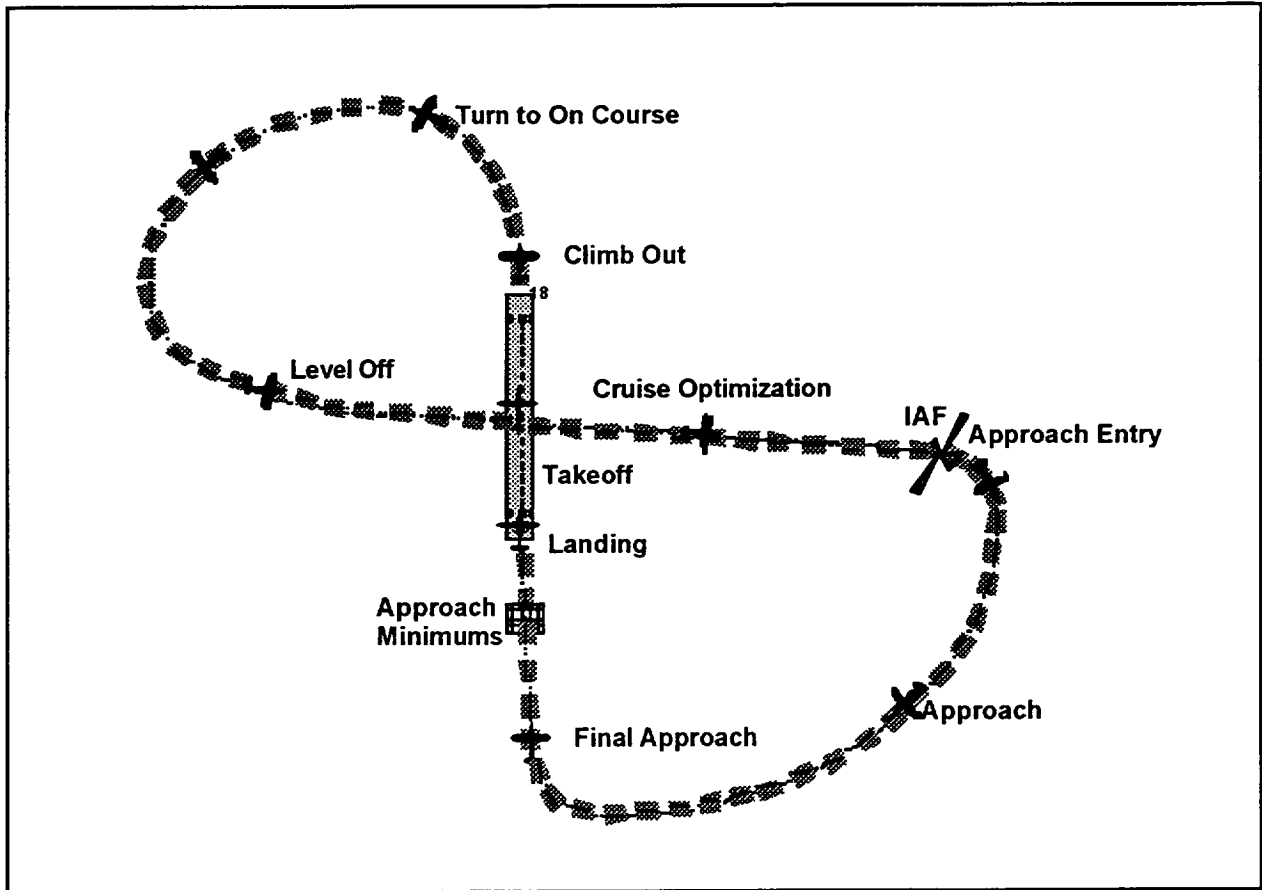 Turn to On Course
Climb Out
18
Level Off
Cruise Optimization
IAF
Approach Entry
Takeoff
Landing
Approach
Minimums
Approach
Final Approach